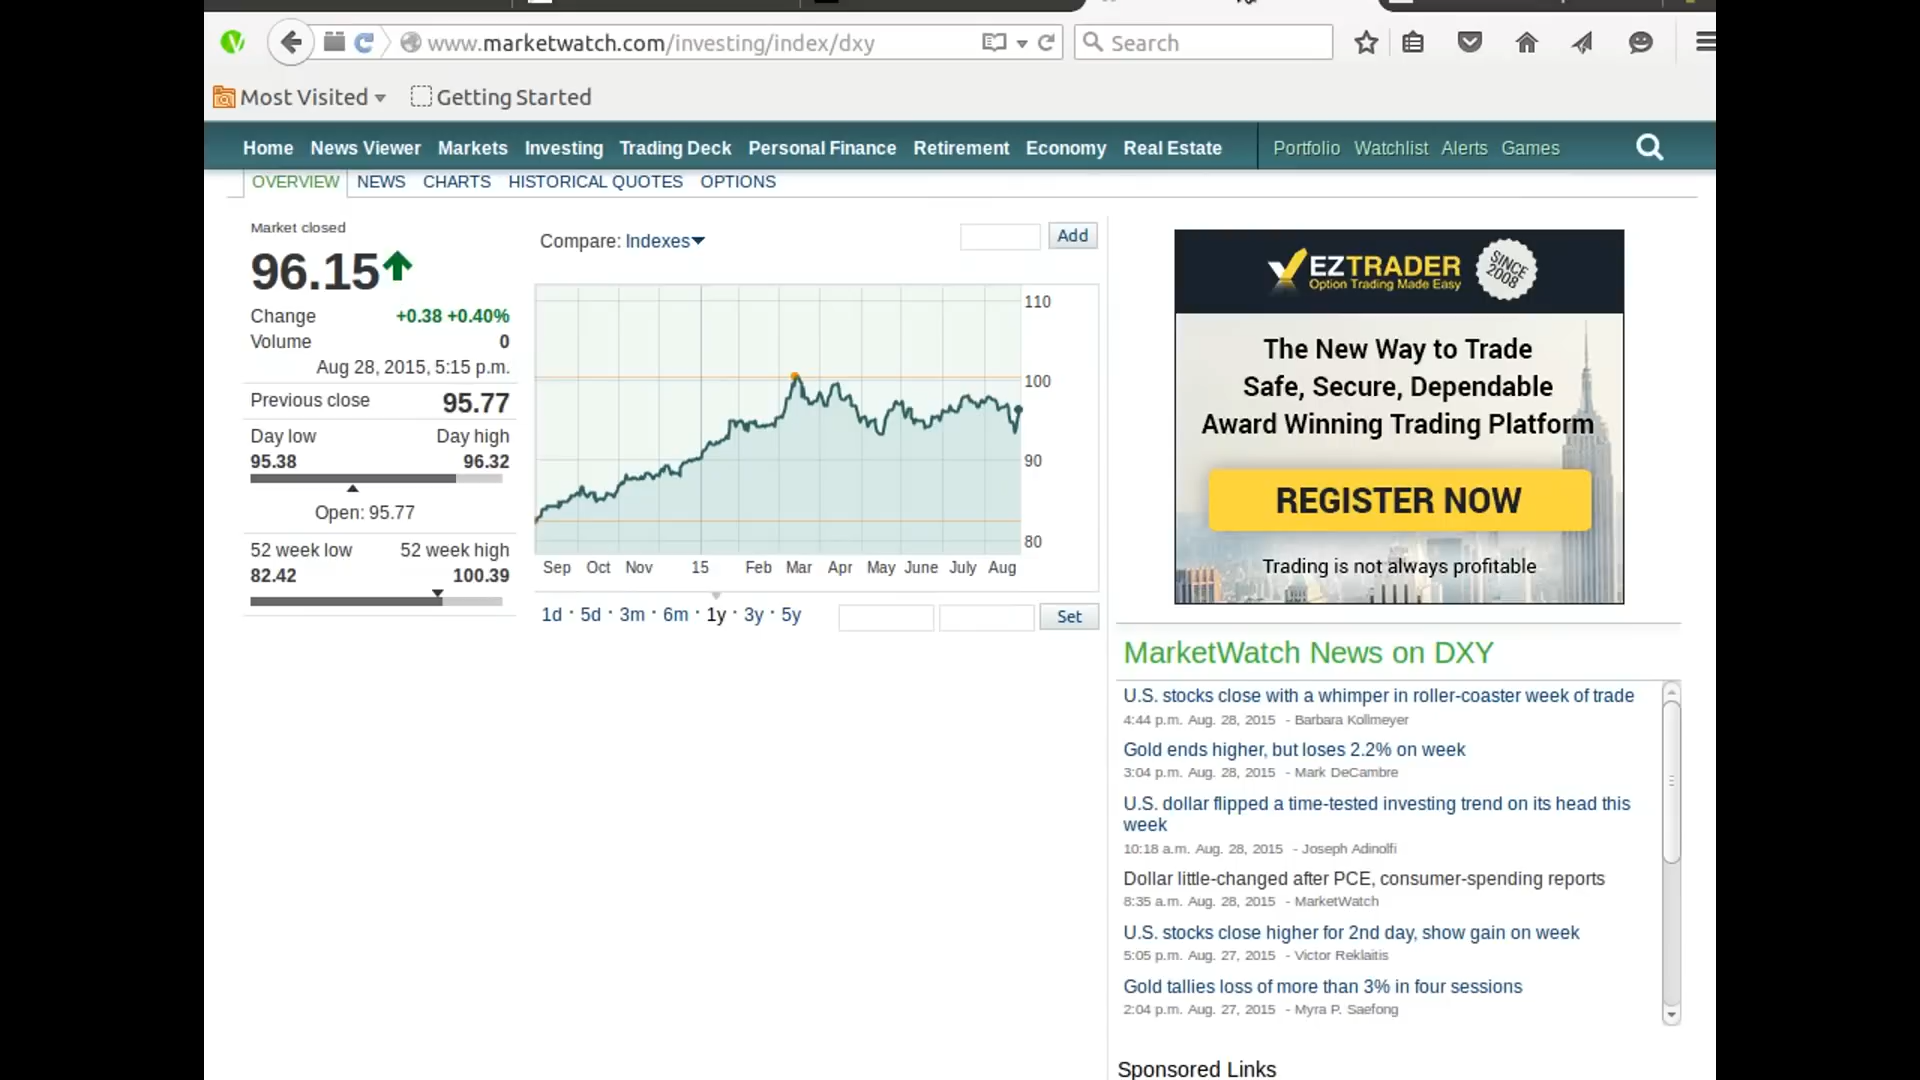 www.marketwatch.com/investing/index/dxy
Search
Most Visited
Getting Started
Home News Viewer Markets Investing Trading Deck Personal Finance Retirement Economy Real Estate Portfolio Watchlist Alerts Games
OVERVIEW NEWS CHARTS HISTORICAL QUOTES OPTIONS
Market closed
96.15
Change +0.38 +0.40%
Volume 0
Aug 28, 2015, 5:15 p.m.
Previous close 95.77
Day low Day high
95.38 96.32
Open: 95.77
52 week low 52 week high
82.42 100.39
Compare: Indexes
Add
110
100
90
80
Sep Oct Nov 15 Feb Mar Apr May June July Aug
1d · 5d · 3m · 6m · 1y · 3y · 5y
Set
EZTRADER
Option Trading Made Easy
SINCE
2008
The New Way to Trade
Safe, Secure, Dependable
Award Winning Trading Platform
REGISTER NOW
Trading is not always profitable
MarketWatch News on DXY
U.S. stocks close with a whimper in roller-coaster week of trade
4:44 p.m. Aug. 28, 2015 - Barbara Kollmeyer
Gold ends higher, but loses 2.2% on week
3:04 p.m. Aug. 28, 2015 - Mark DeCambre
U.S. dollar flipped a time-tested investing trend on its head this
week
10:18 a.m. Aug. 28, 2015 - Joseph Adinolfi
Dollar little-changed after PCE, consumer-spending reports
8:35 a.m. Aug. 28, 2015 - MarketWatch
U.S. stocks close higher for 2nd day, show gain on week
5:05 p.m. Aug. 27, 2015 - Victor Reklaitis
Gold tallies loss of more than 3% in four sessions
2:04 p.m. Aug. 27, 2015 - Myra P. Saefong
Sponsored Links